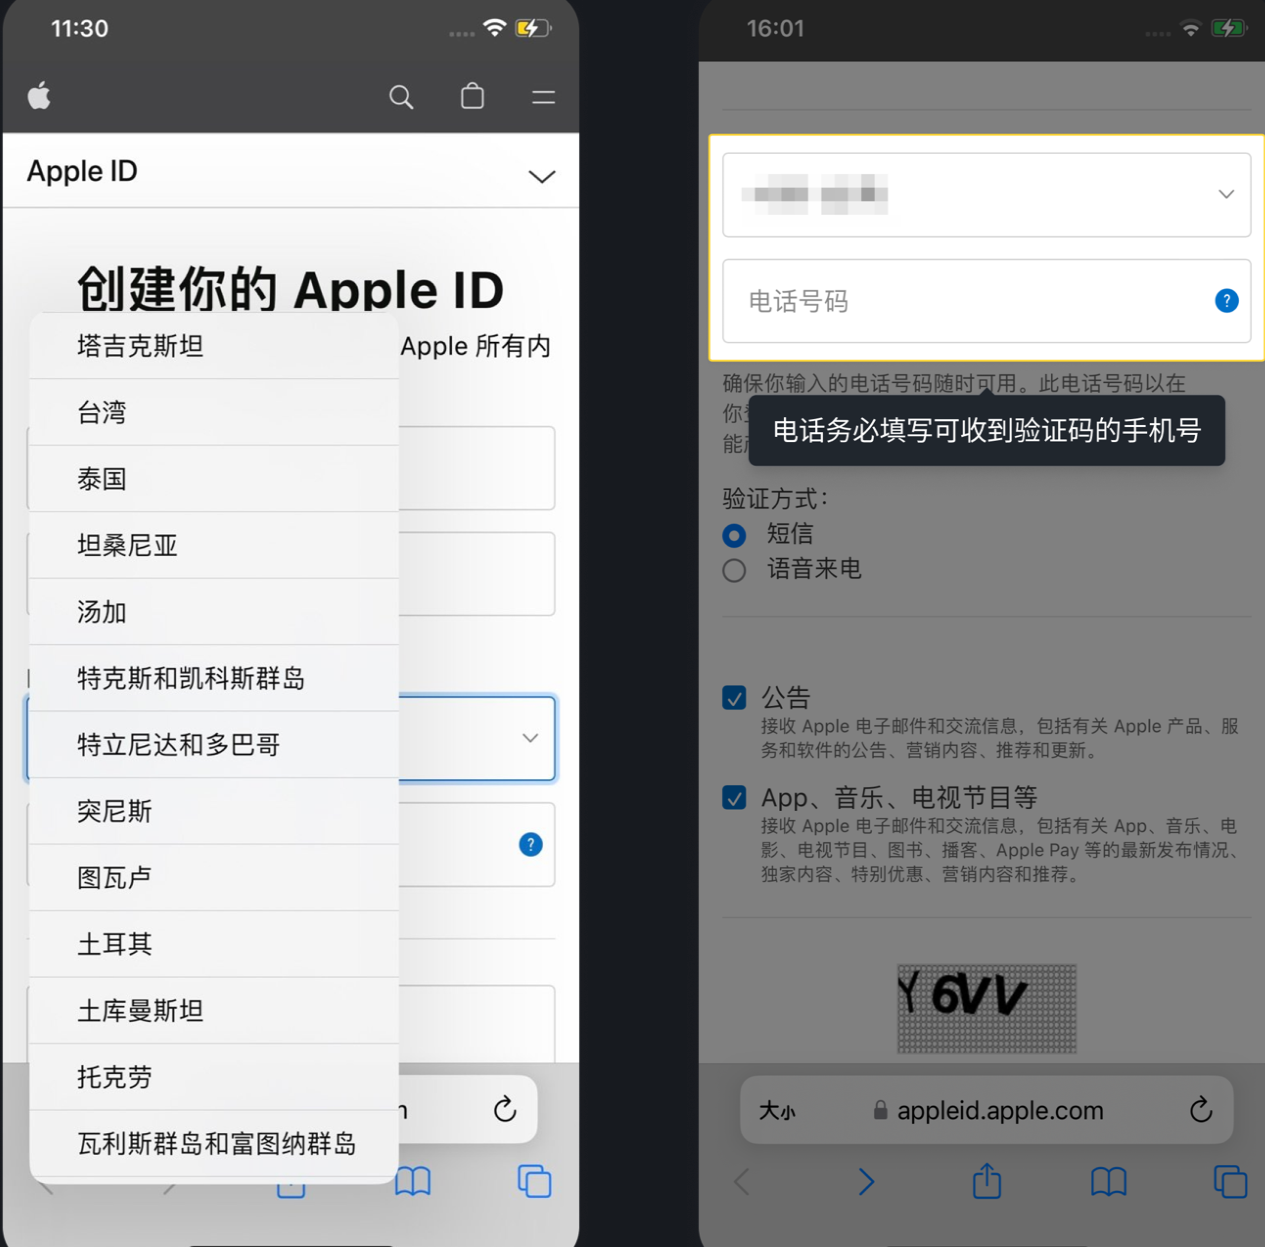 11:30
Apple ID
创建你的 Apple ID
Apple 所有内
塔吉克斯坦
台湾
泰国
坦桑尼亚
汤加
特克斯和凯科斯群岛
特立尼达和多巴哥
突尼斯
图瓦卢
土耳其
土库曼斯坦
托克劳
瓦利斯群岛和富图纳群岛
16:01
电话号码
确保你输入的电话号码随时可用。此电话号码以在
你
能
电话务必填写可收到验证码的手机号
验证方式：
短信
语音来电
公告
接收 Apple 电子邮件和交流信息，包括有关 Apple 产品、服
务和软件的公告、营销内容、推荐和更新。
App、音乐、电视节目等
接收 Apple 电子邮件和交流信息，包括有关 App、音乐、电
影、电视节目、图书、播客、Apple Pay 等的最新发布情况、
独家内容、特别优惠、营销内容和推荐。
Y6VV
大小
appleid.apple.com